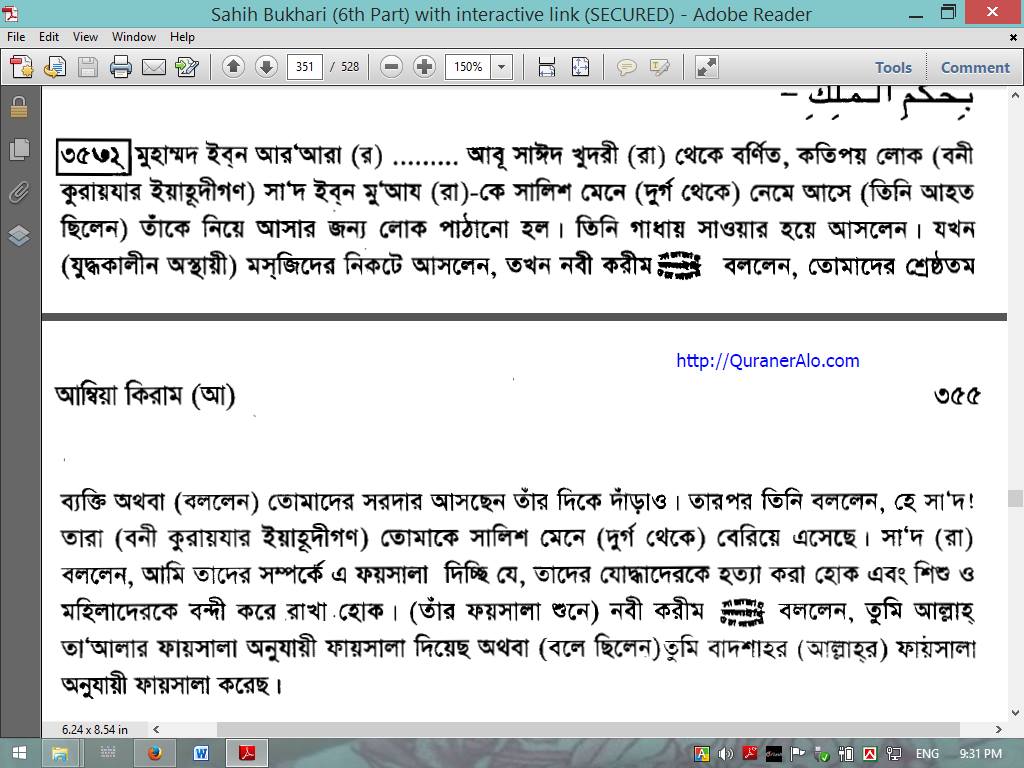 Sahih Bukhari (6th Part) with interactive link (SECURED) - Adobe Reader
File Edit View Window Help
351 / 528 150% Tools Comment
بِحُكْمِ الْمَلِكِ –
৩৫৩২ মুহাম্মদ ইব্‌ন আর‘আরা (র) ......... আবূ সাঈদ খুদরী (রা) থেকে বর্ণিত, কতিপয় লোক (বনী
কুরায়যার ইয়াহূদীগণ) সা‘দ ইব্‌ন মু‘আয (রা)-কে সালিশ মেনে (দুর্গ থেকে) নেমে আসে (তিনি আহত
ছিলেন) তাঁকে নিয়ে আসার জন্য লোক পাঠানো হল। তিনি গাধায় সাওয়ার হয়ে আসলেন। যখন
(যুদ্ধকালীন অস্থায়ী) মস্‌জিদের নিকটে আসলেন, তখন নবী করীম বললেন, তোমাদের শ্রেষ্ঠতম
http://QuranerAlo.com
আম্বিয়া কিরাম (আ) ৩৫৫
ব্যক্তি অথবা (বললেন) তোমাদের সরদার আসছেন তাঁর দিকে দাঁড়াও। তারপর তিনি বললেন, হে সা‘দ!
তারা (বনী কুরায়যার ইয়াহূদীগণ) তোমাকে সালিশ মেনে (দুর্গ থেকে) বেরিয়ে এসেছে। সা‘দ (রা)
বললেন, আমি তাদের সম্পর্কে এ ফয়সালা দিচ্ছি যে, তাদের যোদ্ধাদেরকে হত্যা করা হোক এবং শিশু ও
মহিলাদেরকে বন্দী করে রাখা হোক। (তাঁর ফয়সালা শুনে) নবী করীম বললেন, তুমি আল্লাহ্
তা‘আলার ফায়সালা অনুযায়ী ফায়সালা দিয়েছ অথবা (বলে ছিলেন) তুমি বাদশাহর (আল্লাহ্‌র) ফায়সালা
অনুযায়ী ফায়সালা করেছ।
6.24 x 8.54 in
ENG 9:31 PM